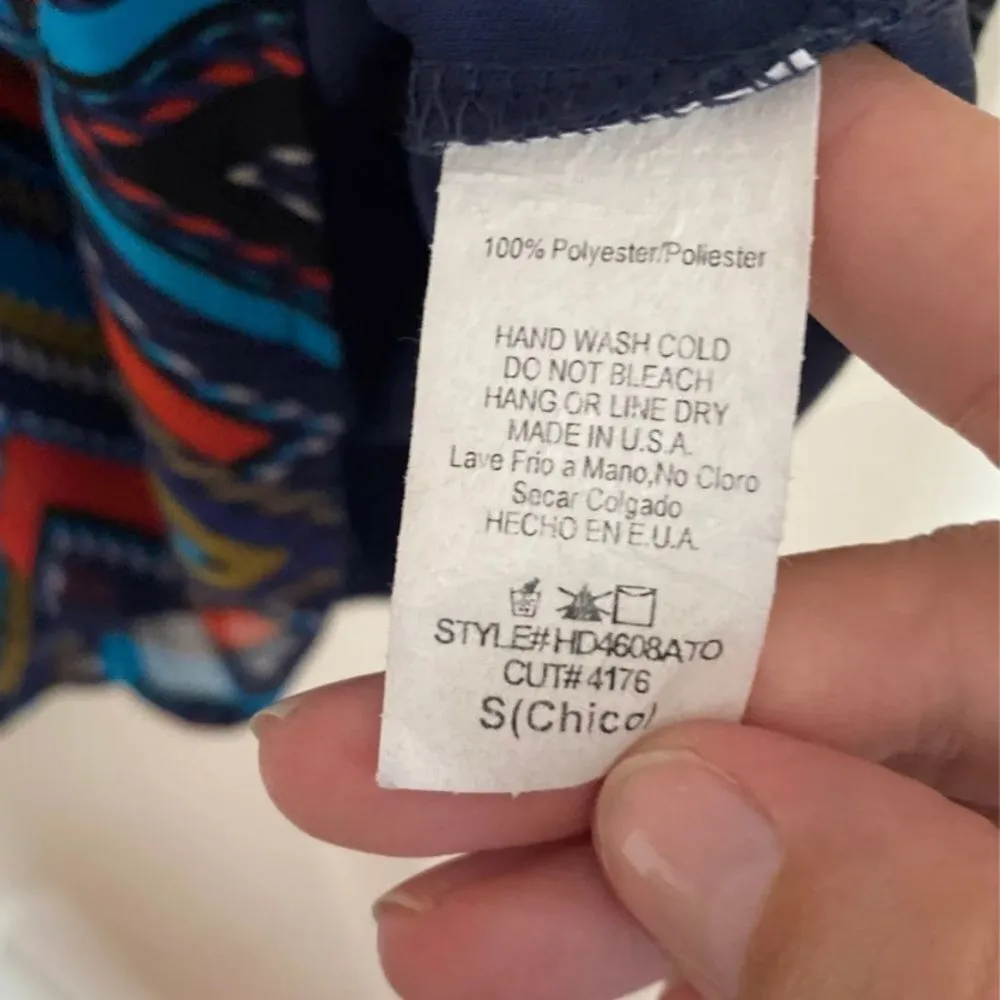 100% Polyester/Poliester
HAND WASH COLD
DO NOT BLEACH
HANG OR LINE DRY
MADE IN U.S.A.
Lave Frio a Mano,No Cloro
Secar Colgado
HECHO EN E.U.A.
STYLE#HD4608ATO
CUT# 4176
S(Chico)